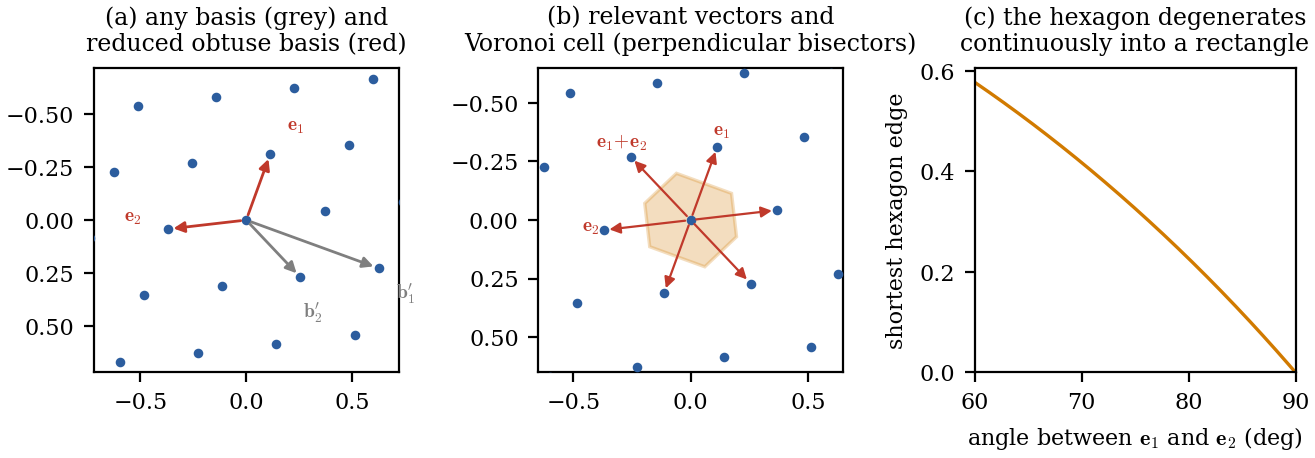 (a) any basis (grey) and
reduced obtuse basis (red)
−0.50
−0.25
0.00
0.25
0.50
−0.5
0.0
0.5
e₁
e₂
b′₂
b′₁
(b) relevant vectors and
Voronoi cell (perpendicular bisectors)
−0.50
−0.25
0.00
0.25
0.50
−0.5
0.0
0.5
e₁+e₂
e₁
e₂
(c) the hexagon degenerates
continuously into a rectangle
shortest hexagon edge
0.6
0.4
0.2
0.0
60
70
80
90
angle between e₁ and e₂ (deg)